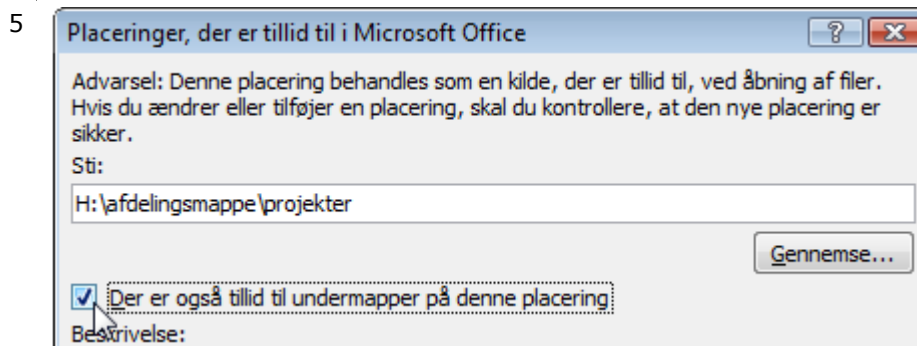 5
Placeringer, der er tillid til i Microsoft Office
Advarsel: Denne placering behandles som en kilde, der er tillid til, ved åbning af filer.
Hvis du ændrer eller tilføjer en placering, skal du kontrollere, at den nye placering er
sikker.
Sti:
H:\afdelingsmappe\projekter
Gennemse...
Der er også tillid til undermapper på denne placering
Beskrivelse: